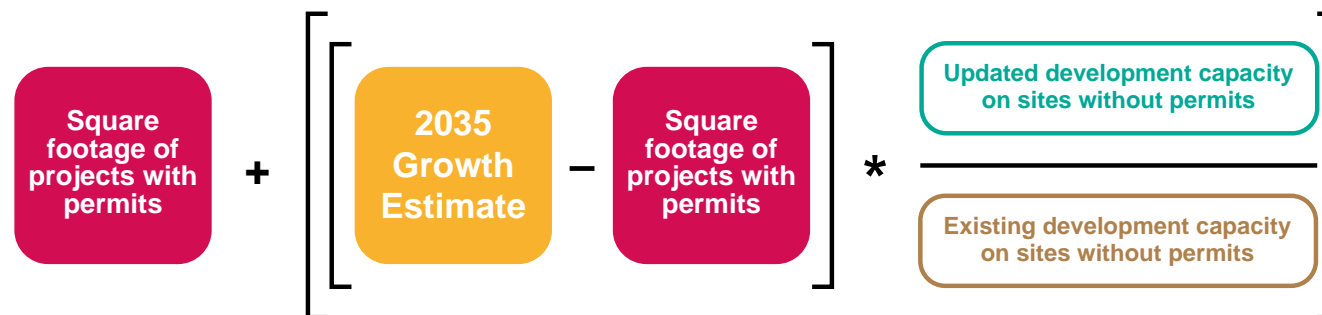 Square
footage of
projects with
permits
+
[
[
2035
Growth
Estimate
–
Square
footage of
projects with
permits
]
*
Updated development capacity
on sites without permits
Existing development capacity
on sites without permits
]